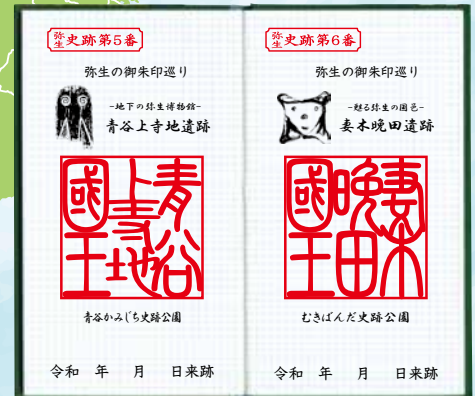 弥生史跡第5番
弥生の御朱印巡り
-地下の弥生博物館-
青谷上寺地遺跡
青谷
上寺地
國王
青谷かみじち史跡公園
令和 年 月 日来跡
弥生史跡第6番
弥生の御朱印巡り
-甦る弥生の国邑-
妻木晩田遺跡
妻木
晩田
國王
むきばんだ史跡公園
令和 年 月 日来跡